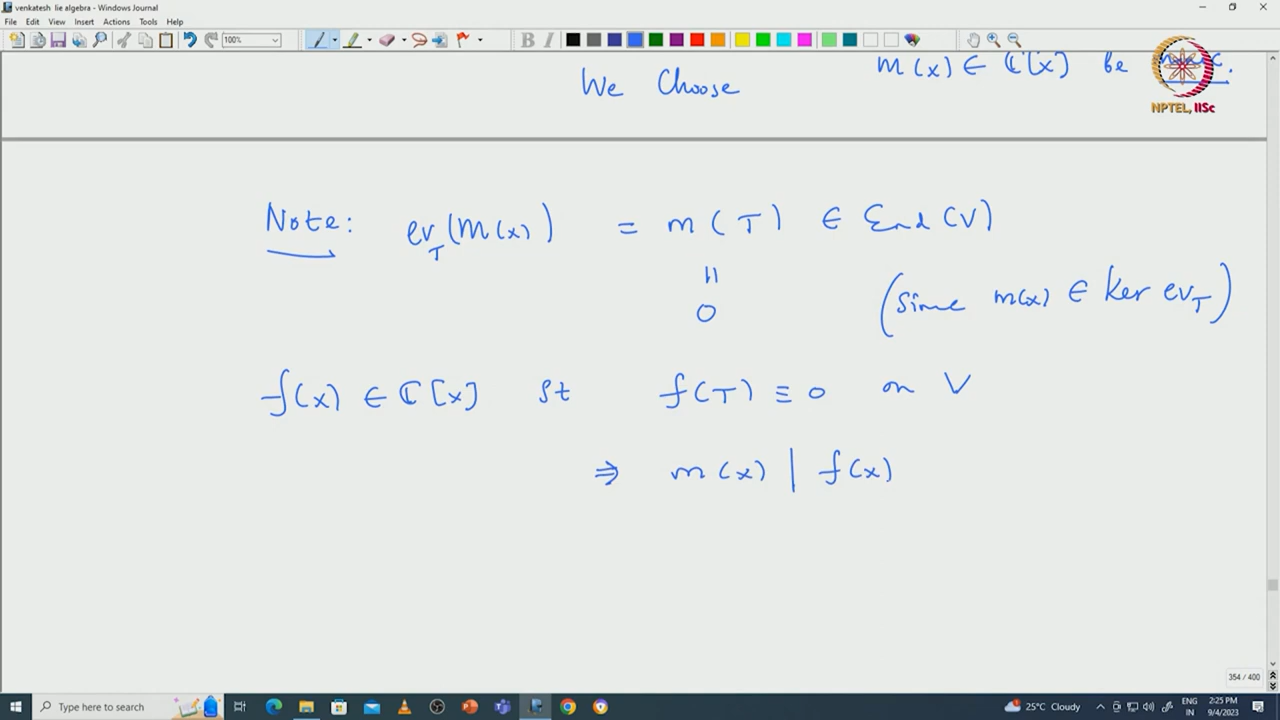 venkatesh lie algebra - Windows Journal
File Edit View Insert Actions Tools Help
100%
B I
m(x) ∈ ℂ[x] be
We Choose
NPTEL, IISc
Note: ev_T(m(x)) = m(T) ∈ End(V)
||
0 (Since m(x) ∈ Ker ev_T)
f(x) ∈ ℂ[x] st f(T) ≡ 0 on V
⇒ m(x) | f(x)
354 / 400
Type here to search
25°C Cloudy
ENG
IN
2:25 PM
9/4/2023